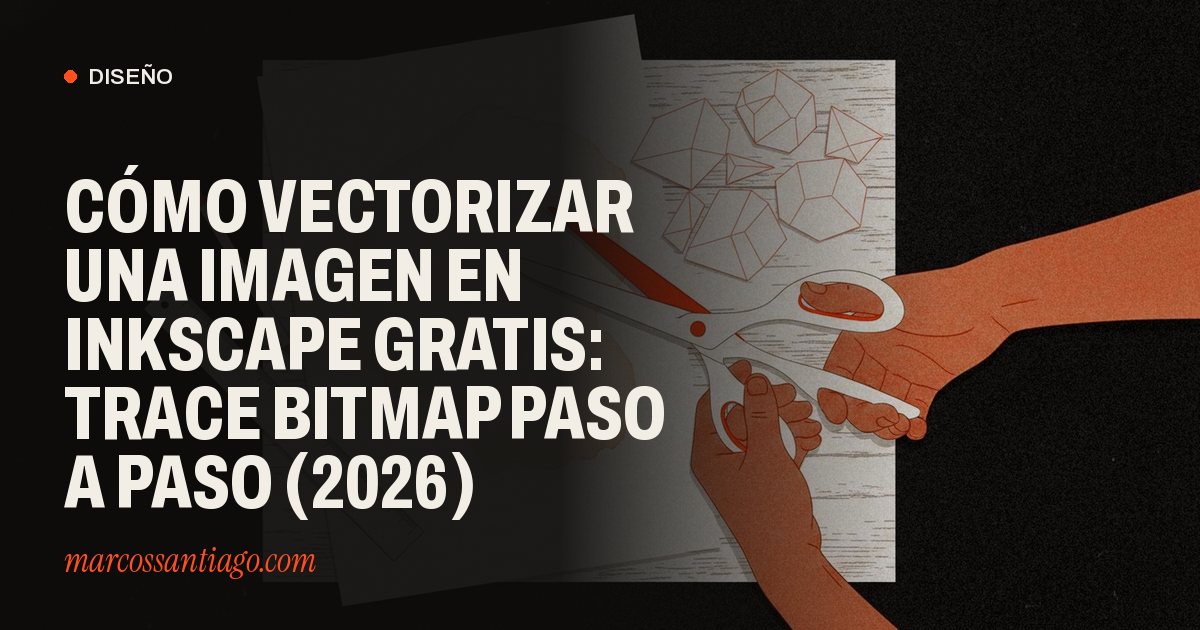 DISEÑO
CÓMO VECTORIZAR
UNA IMAGEN EN
INKSCAPE GRATIS:
TRACE BITMAP PASO
A PASO (2026)
marcossantiago.com